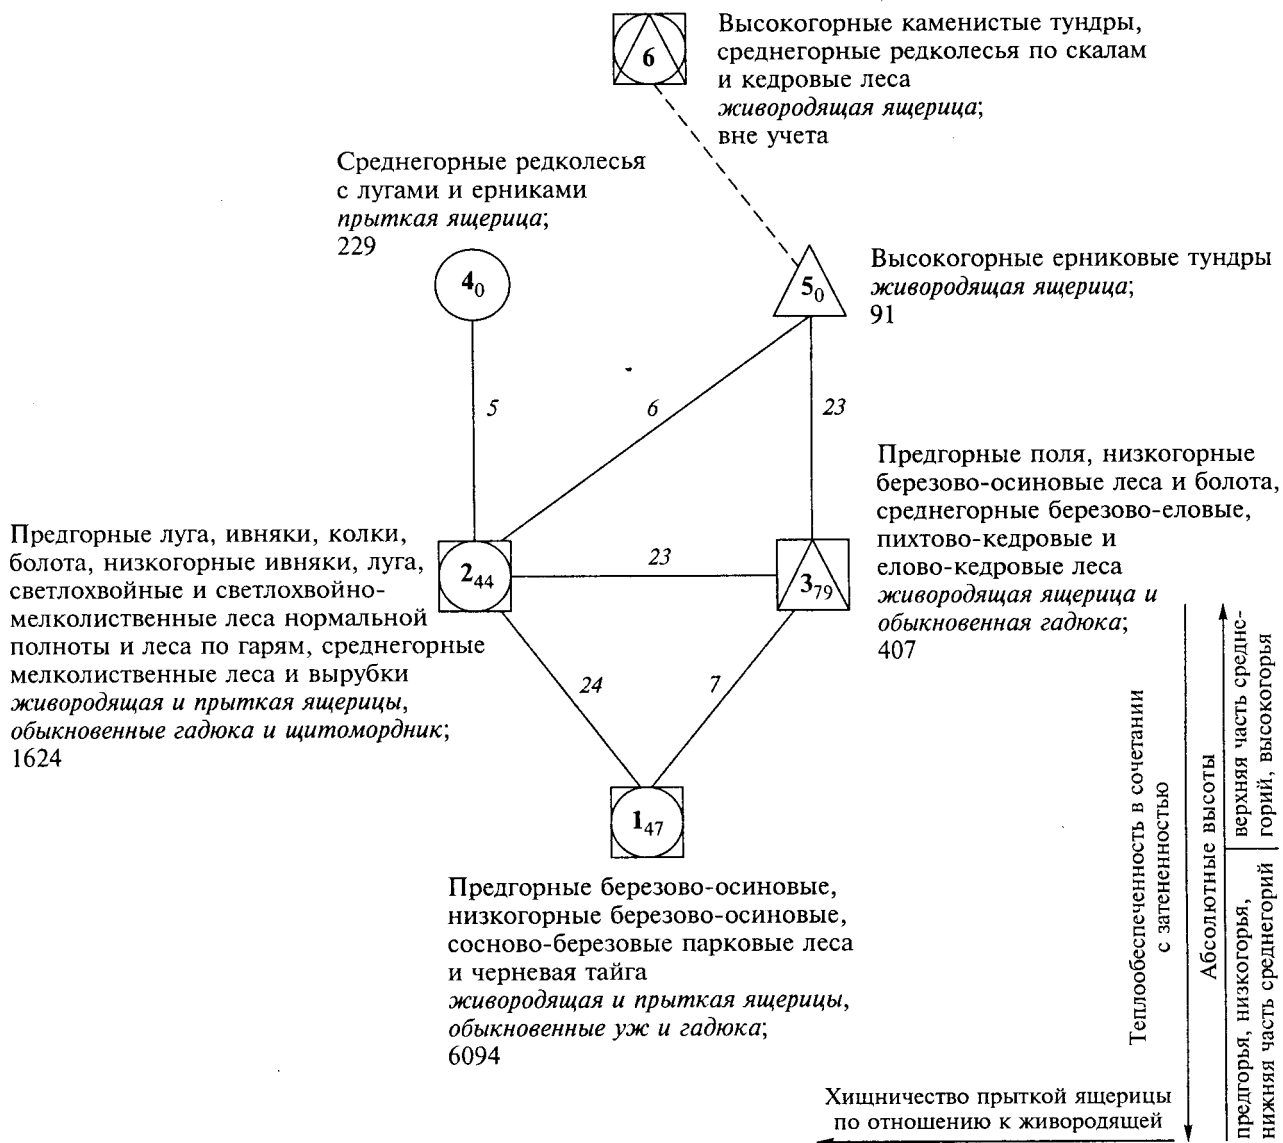 6
Высокогорные каменистые тундры,
среднегорные редколесья по скалам
и кедровые леса
живородящая ящерица;
вне учета
Среднегорные редколесья
с лугами и ерниками
прыткая ящерица;
229
4₀
5₀
Высокогорные ерниковые тундры
живородящая ящерица;
91
5
6
23
Предгорные поля, низкогорные
березово-осиновые леса и болота,
среднегорные березово-еловые,
пихтово-кедровые и
елово-кедровые леса
живородящая ящерица и
обыкновенная гадюка;
407
Предгорные луга, ивняки, колки,
болота, низкогорные ивняки, луга,
светлохвойные и светлохвойно-
мелколиственные леса нормальной
полноты и леса по гарям, среднегорные
мелколиственные леса и вырубки
живородящая и прыткая ящерицы,
обыкновенные гадюка и щитомордник;
1624
2₄₄
23
3₇₉
24
7
1₄₇
Предгорные березово-осиновые,
низкогорные березово-осиновые,
сосново-березовые парковые леса
и черневая тайга
живородящая и прыткая ящерицы,
обыкновенные уж и гадюка;
6094
Теплообеспеченность в сочетании
с затененностью
Абсолютные высоты
верхняя часть средне-
горий, высокогорья
предгорья, низкогорья,
нижняя часть среднегорий
Хищничество прыткой ящерицы
по отношению к живородящей